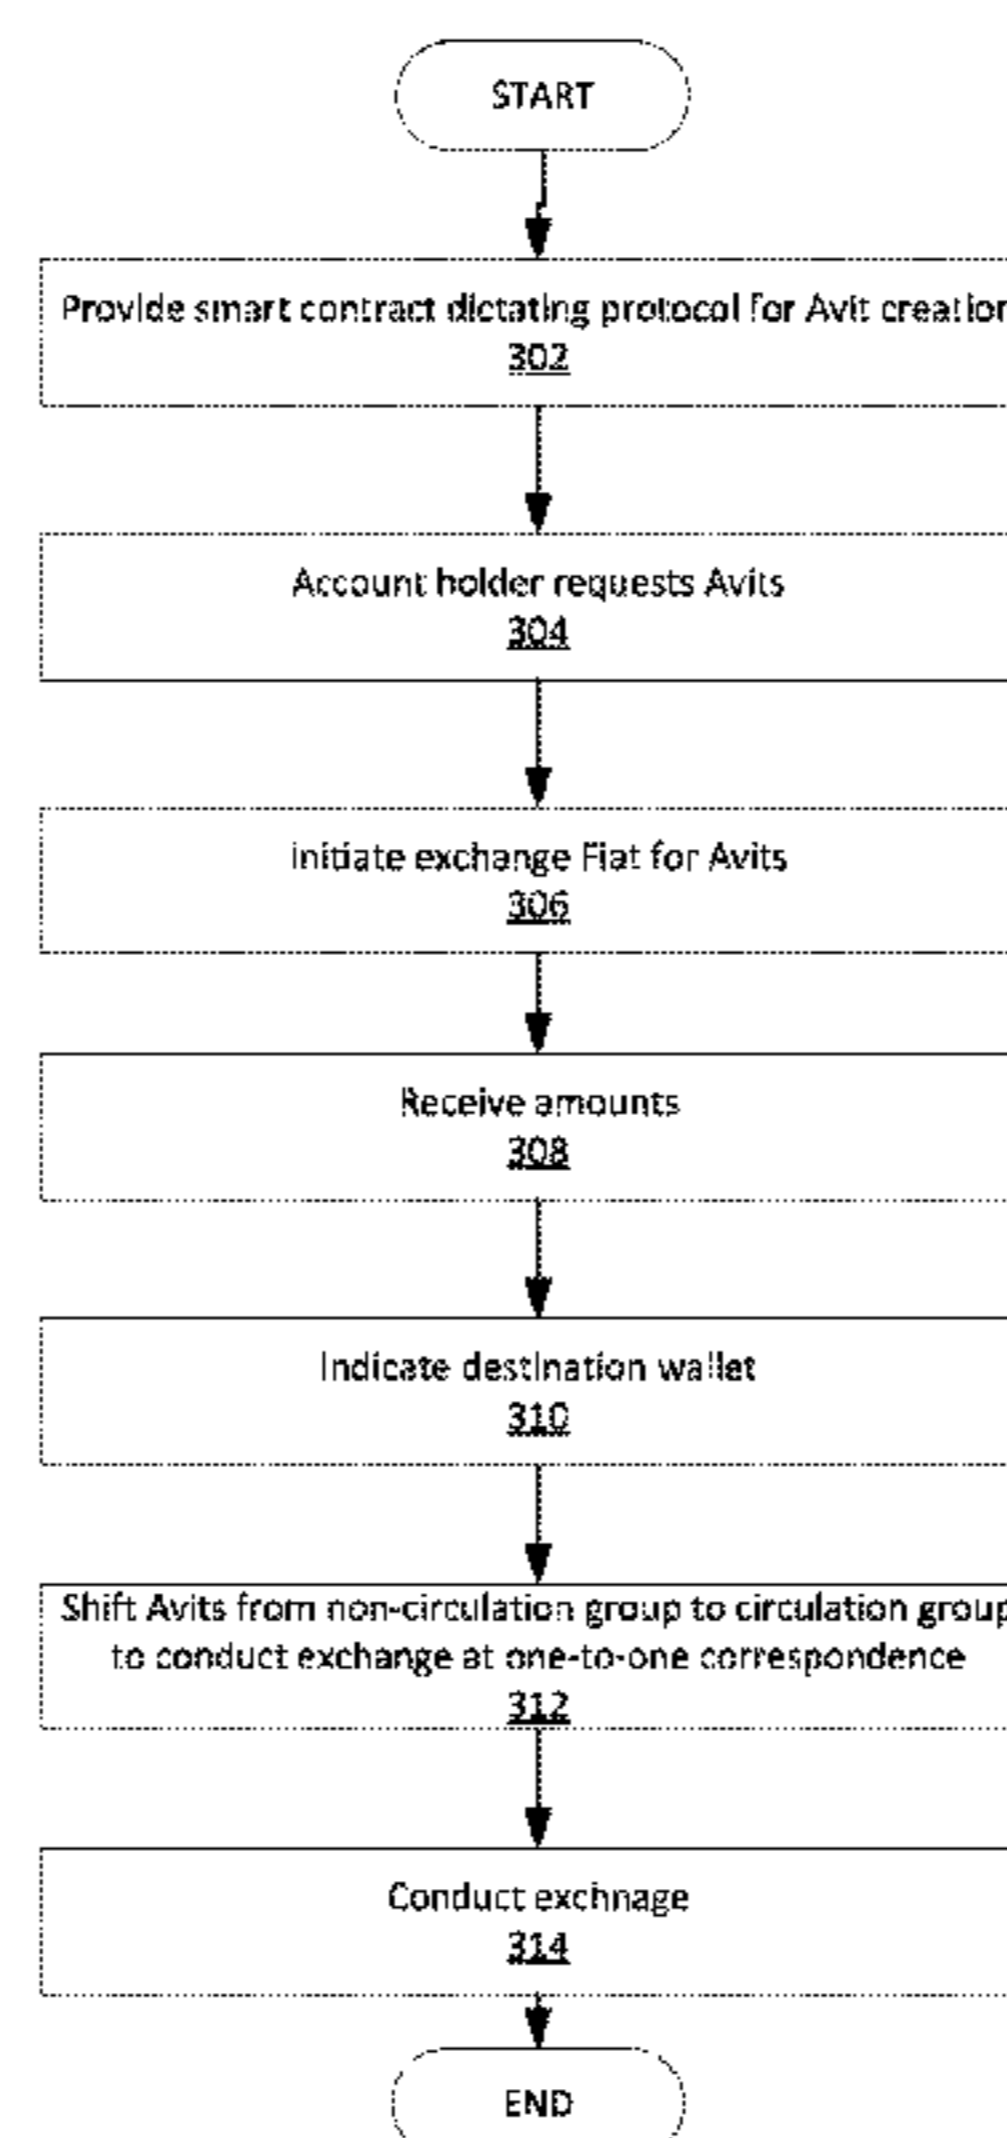 START
Provide smart contract dictating protocol for Avit creation
302
Account holder requests Avits
304
Initiate exchange Fiat for Avits
306
Receive amounts
308
Indicate destination wallet
310
Shift Avits from non-circulation group to circulation group
to conduct exchange at one-to-one correspondence
312
Conduct exchnage
314
END